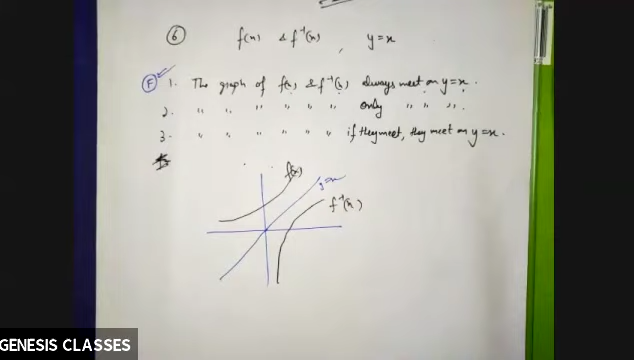 6 f(x) & f⁻¹(x) , y=x
F 1. The graph of f(x) & f⁻¹(x) always meet on y=x.
2. " " " " " " only " " ".
3. " " " " " " if they meet, they meet on y=x.
f(x)
y=x
f⁻¹(x)
GENESIS CLASSES